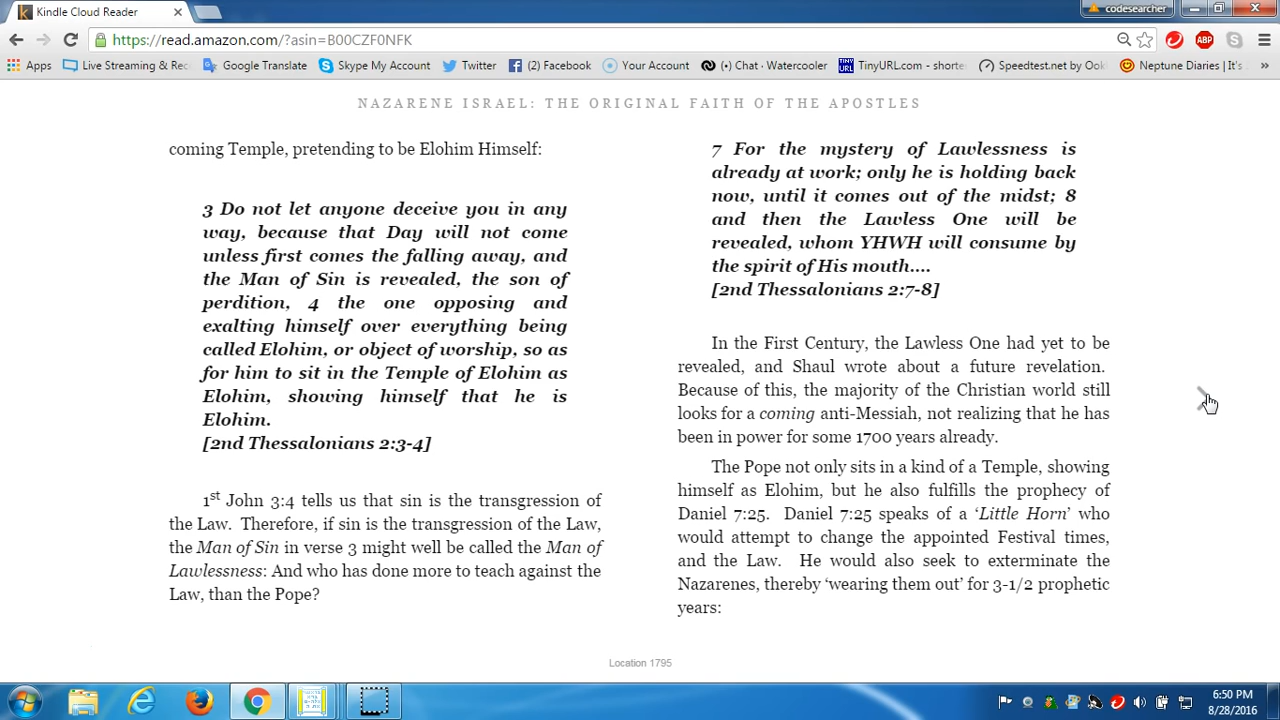 Kindle Cloud Reader
codesearcher
https://read.amazon.com/?asin=B00CZF0NFK
Apps
Live Streaming & Rec
Google Translate
Skype My Account
Twitter
(2) Facebook
Your Account
(•) Chat · Watercooler
TinyURL.com - shorte
Speedtest.net by Ookl
Neptune Diaries | It's
NAZARENE ISRAEL: THE ORIGINAL FAITH OF THE APOSTLES
coming Temple, pretending to be Elohim Himself:
3 Do not let anyone deceive you in any
way, because that Day will not come
unless first comes the falling away, and
the Man of Sin is revealed, the son of
perdition, 4 the one opposing and
exalting himself over everything being
called Elohim, or object of worship, so as
for him to sit in the Temple of Elohim as
Elohim, showing himself that he is
Elohim.
[2nd Thessalonians 2:3-4]
1st John 3:4 tells us that sin is the transgression of
the Law. Therefore, if sin is the transgression of the Law,
the Man of Sin in verse 3 might well be called the Man of
Lawlessness: And who has done more to teach against the
Law, than the Pope?
7 For the mystery of Lawlessness is
already at work; only he is holding back
now, until it comes out of the midst; 8
and then the Lawless One will be
revealed, whom YHWH will consume by
the spirit of His mouth....
[2nd Thessalonians 2:7-8]
In the First Century, the Lawless One had yet to be
revealed, and Shaul wrote about a future revelation.
Because of this, the majority of the Christian world still
looks for a coming anti-Messiah, not realizing that he has
been in power for some 1700 years already.
The Pope not only sits in a kind of a Temple, showing
himself as Elohim, but he also fulfills the prophecy of
Daniel 7:25. Daniel 7:25 speaks of a ‘Little Horn’ who
would attempt to change the appointed Festival times,
and the Law. He would also seek to exterminate the
Nazarenes, thereby ‘wearing them out’ for 3-1/2 prophetic
years:
Location 1795
6:50 PM
8/28/2016